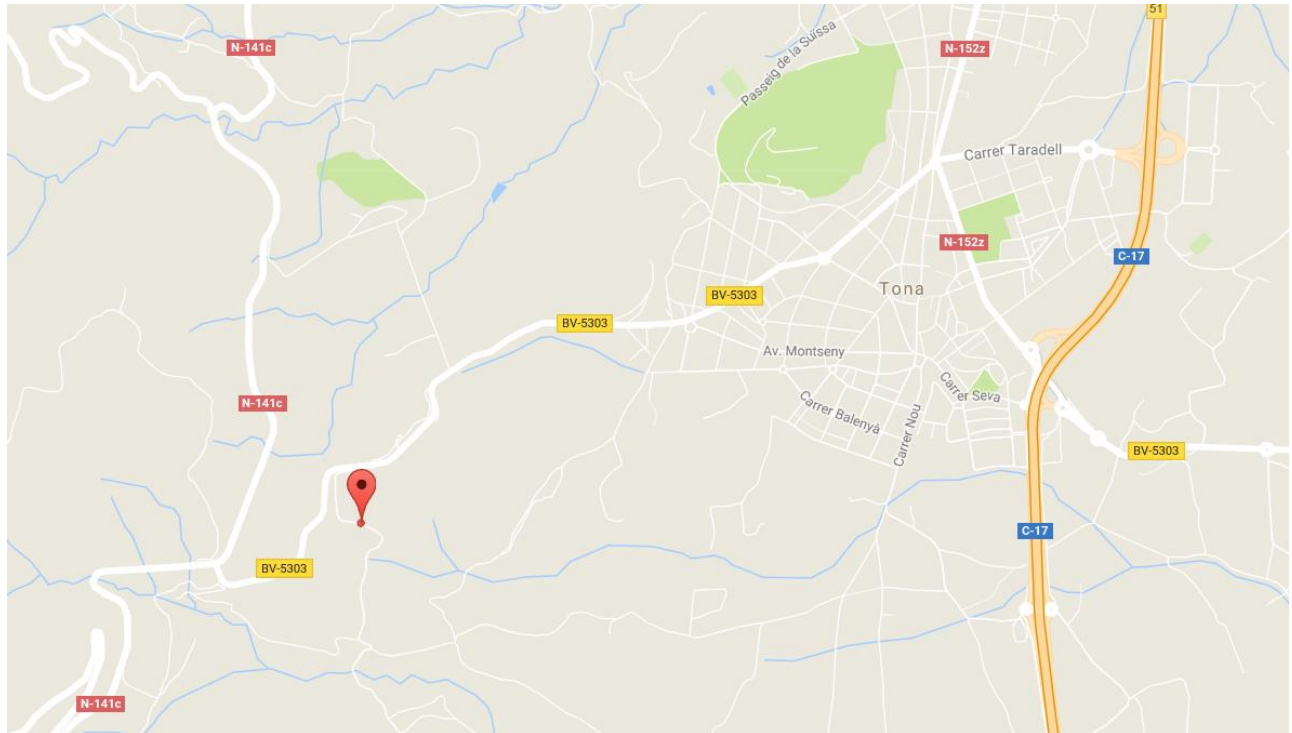 51
N-141c
N-152z
Passeig de la Suïssa
Carrer Taradell
N-152z
C-17
Tona
BV-5303
BV-5303
Av. Montseny
N-141c
Carrer Seva
Carrer Balenyá
Carrer Nou
BV-5303
C-17
BV-5303
N-141c